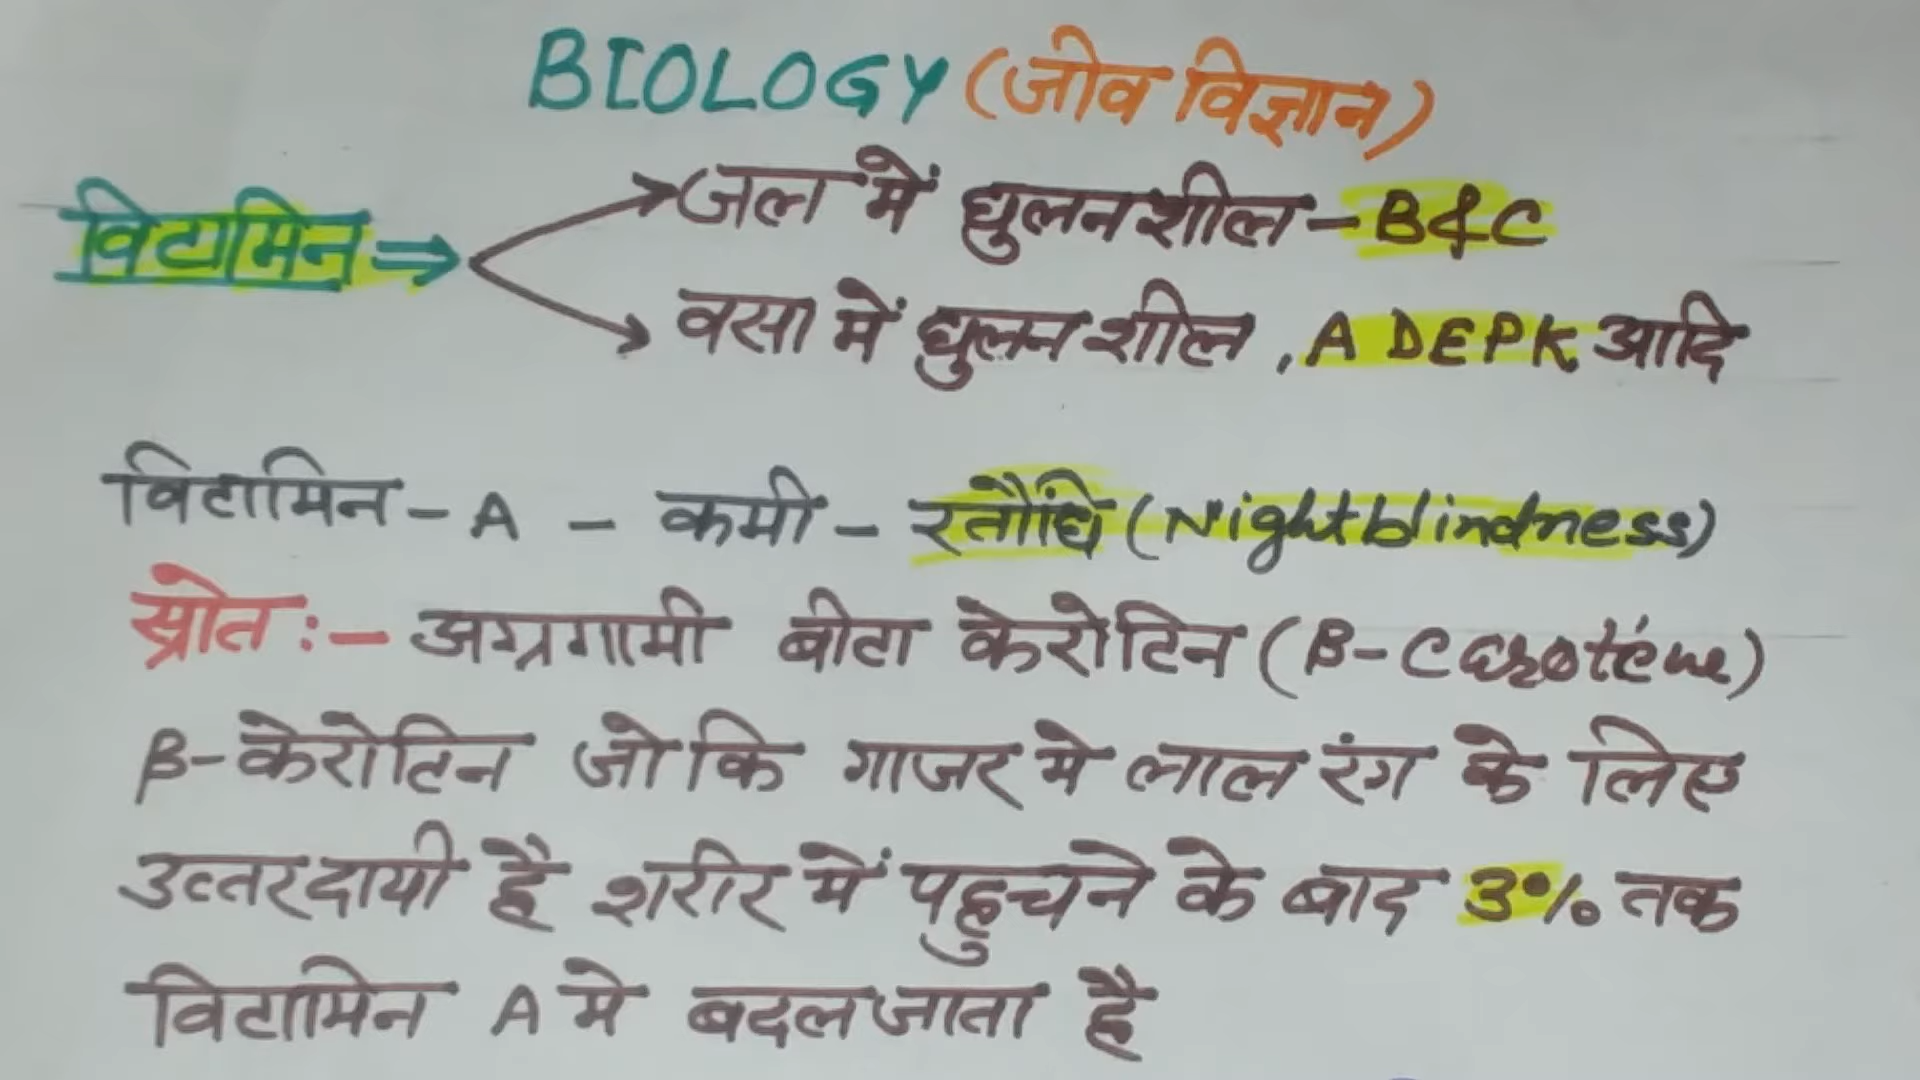 BIOLOGY (जीव विज्ञान)
विटामिन ⇒ जल में घुलनशील - B & C
वसा में घुलनशील , A DEPK आदि
विटामिन - A - कमी - रतौंधि (Nightblindness)
स्रोत :- अग्रगामी बीटा केरोटिन (B-Carotène)
β-केरोटिन जो कि गाजर मे लाल रंग के लिए
उत्तरदायी है शरीर में पहुचने के बाद 3% तक
विटामिन A मे बदल जाता है